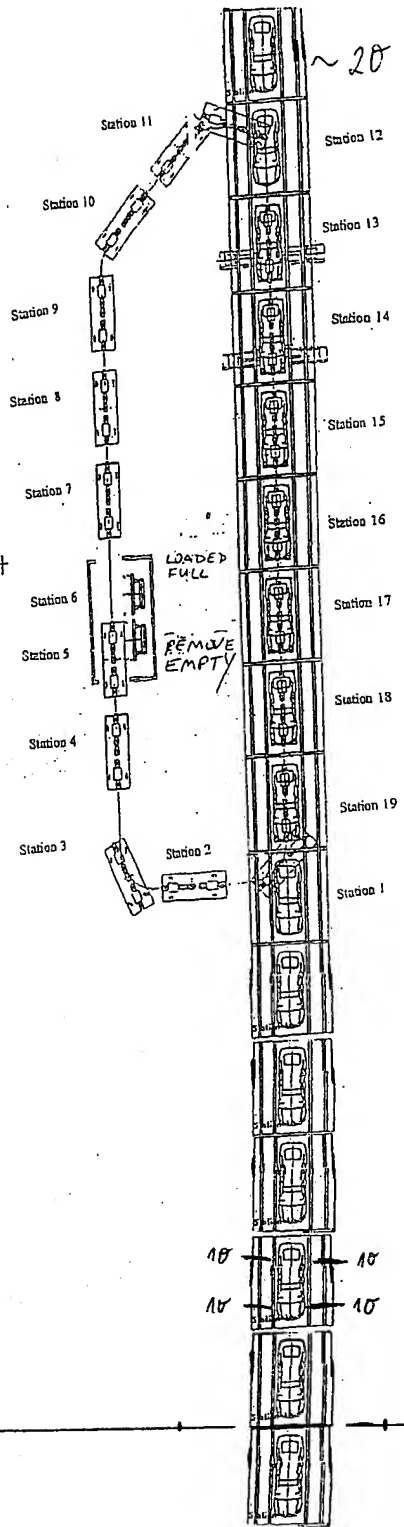 ~ 20
Station 11
Station 12
Station 10
Station 13
Station 9
Station 14
Station 8
Station 15
Station 7
Station 16
LOADED
FULL
Station 6
Station 17
REMOVE
EMPTY
Station 5
Station 18
Station 4
Station 19
Station 3
Station 2
Station 1
10
10
10
10